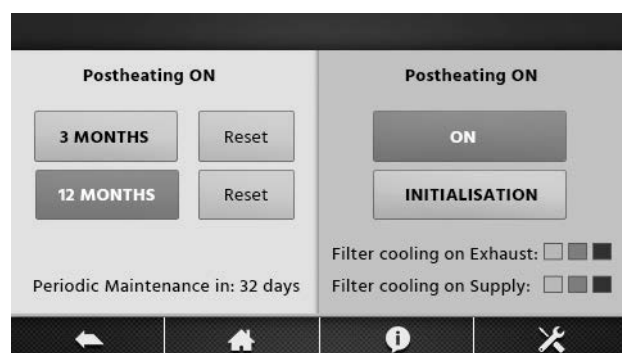 Postheating ON
3 MONTHS Reset
12 MONTHS Reset
Periodic Maintenance in: 32 days
Postheating ON
ON
INITIALISATION
Filter cooling on Exhaust:
Filter cooling on Supply: